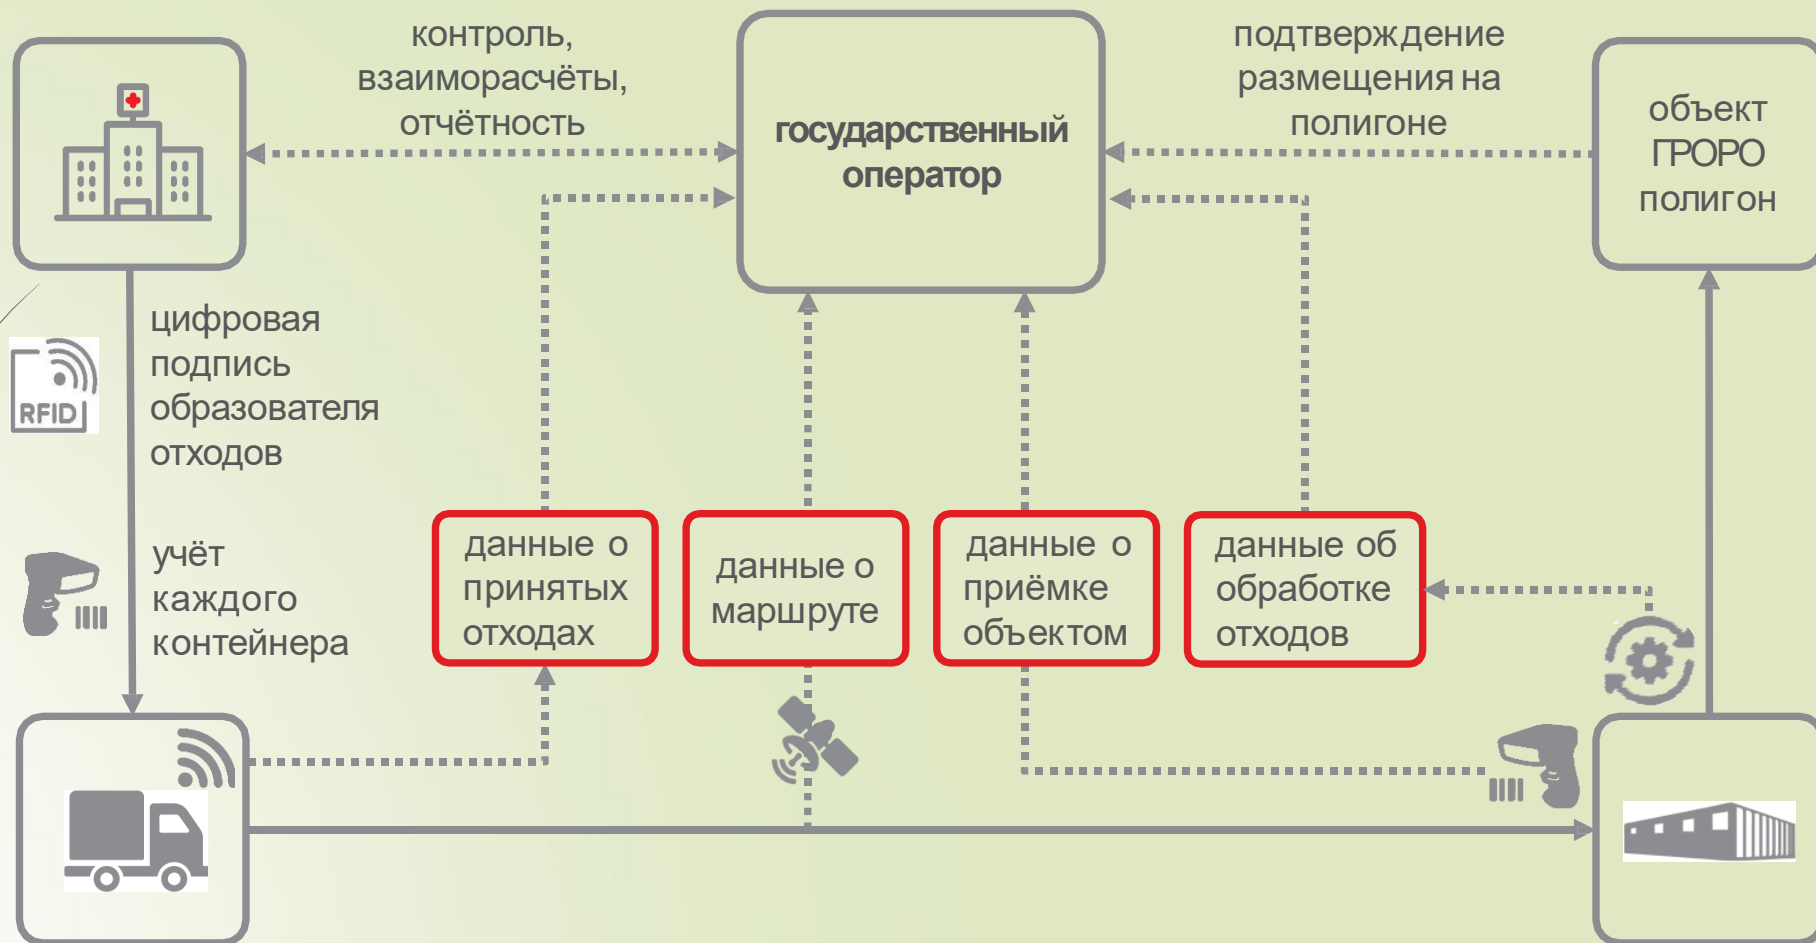 контроль,
взаиморасчёты,
отчётность
государственный
оператор
подтверждение
размещения на
полигоне
объект
ГРОРО
полигон
цифровая
подпись
образователя
отходов
RFID
учёт
каждого
контейнера
данные о
принятых
отходах
данные о
маршруте
данные о
приёмке
объектом
данные об
обработке
отходов